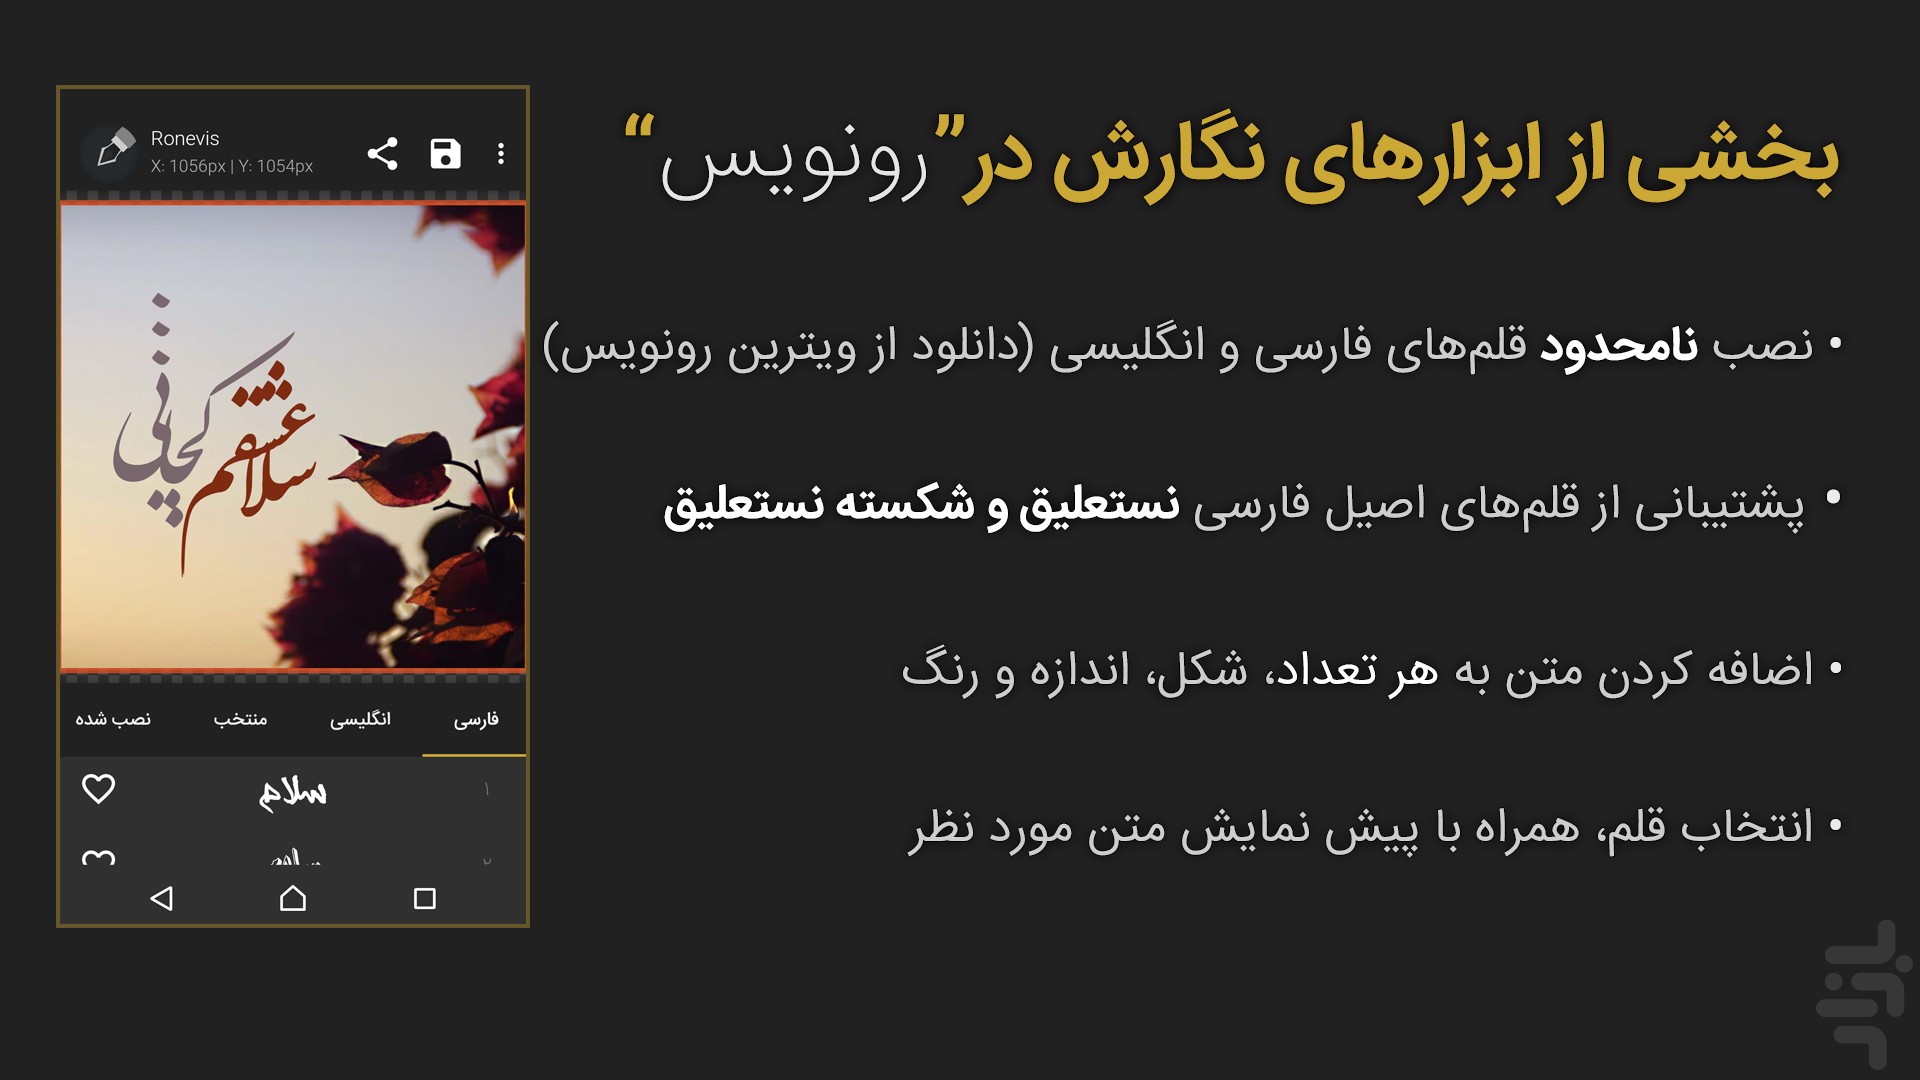 بخشی از ابزارهای نگارش در”رونویس“
• نصب نامحدود قلم‌های فارسی و انگلیسی (دانلود از ویترین رونویس)
• پشتیبانی از قلم‌های اصیل فارسی نستعلیق و شکسته نستعلیق
• اضافه کردن متن به هر تعداد، شکل، اندازه و رنگ
• انتخاب قلم، همراه با پیش نمایش متن مورد نظر
Ronevis
X: 1056px | Y: 1054px
سلام عشقم
کجایی
فارسی انگلیسی منتخب نصب شده
۱ سلام
۲ سلام
بازار